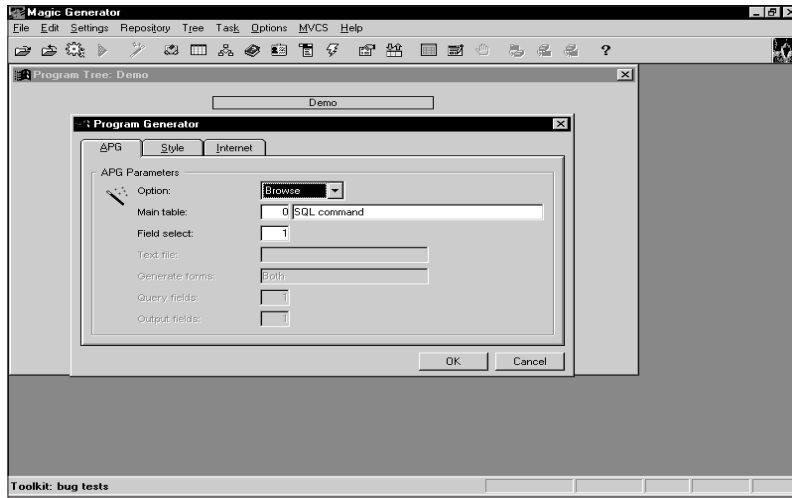 Magic Generator
File Edit Settings Repository Tree Task Options MVCS Help
?
Program Tree: Demo
Demo
Program Generator
APG Style Internet
APG Parameters
Option: Browse
Main table: 0 SQL command
Field select: 1
Text file:
Generate forms: Both
Query fields: 1
Output fields: 1
OK Cancel
Toolkit: bug tests